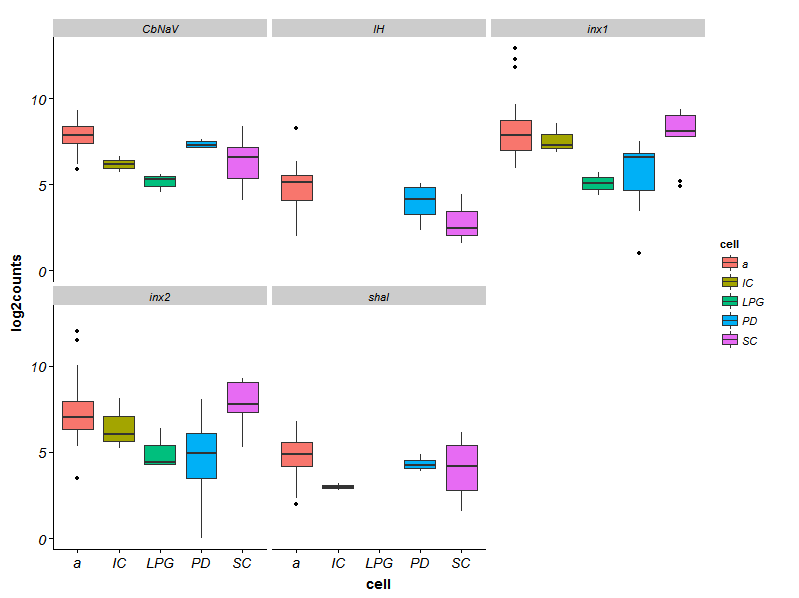 CbNaV IH inx1
10
5
0
inx2 shal
10
5
0
log2counts
a IC LPG PD SC a IC LPG PD SC
cell
cell
a
IC
LPG
PD
SC